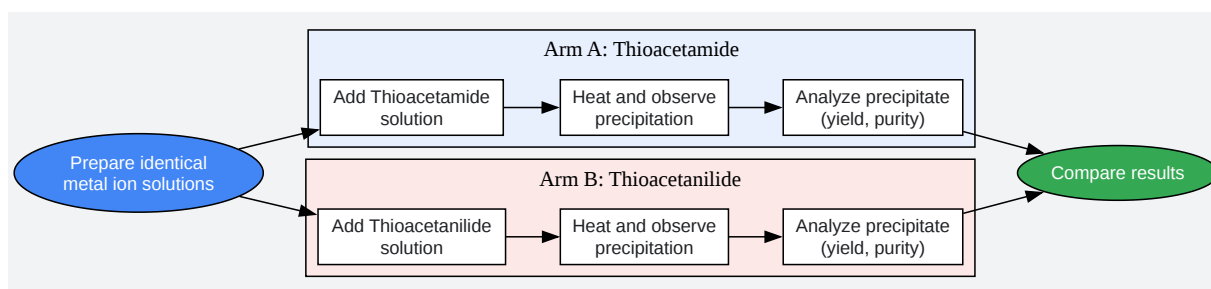 Arm A: Thioacetamide
Add Thioacetamide
solution
Heat and observe
precipitation
Analyze precipitate
(yield, purity)
Prepare identical
metal ion solutions
Compare results
Arm B: Thioacetanilide
Add Thioacetanilide
solution
Heat and observe
precipitation
Analyze precipitate
(yield, purity)